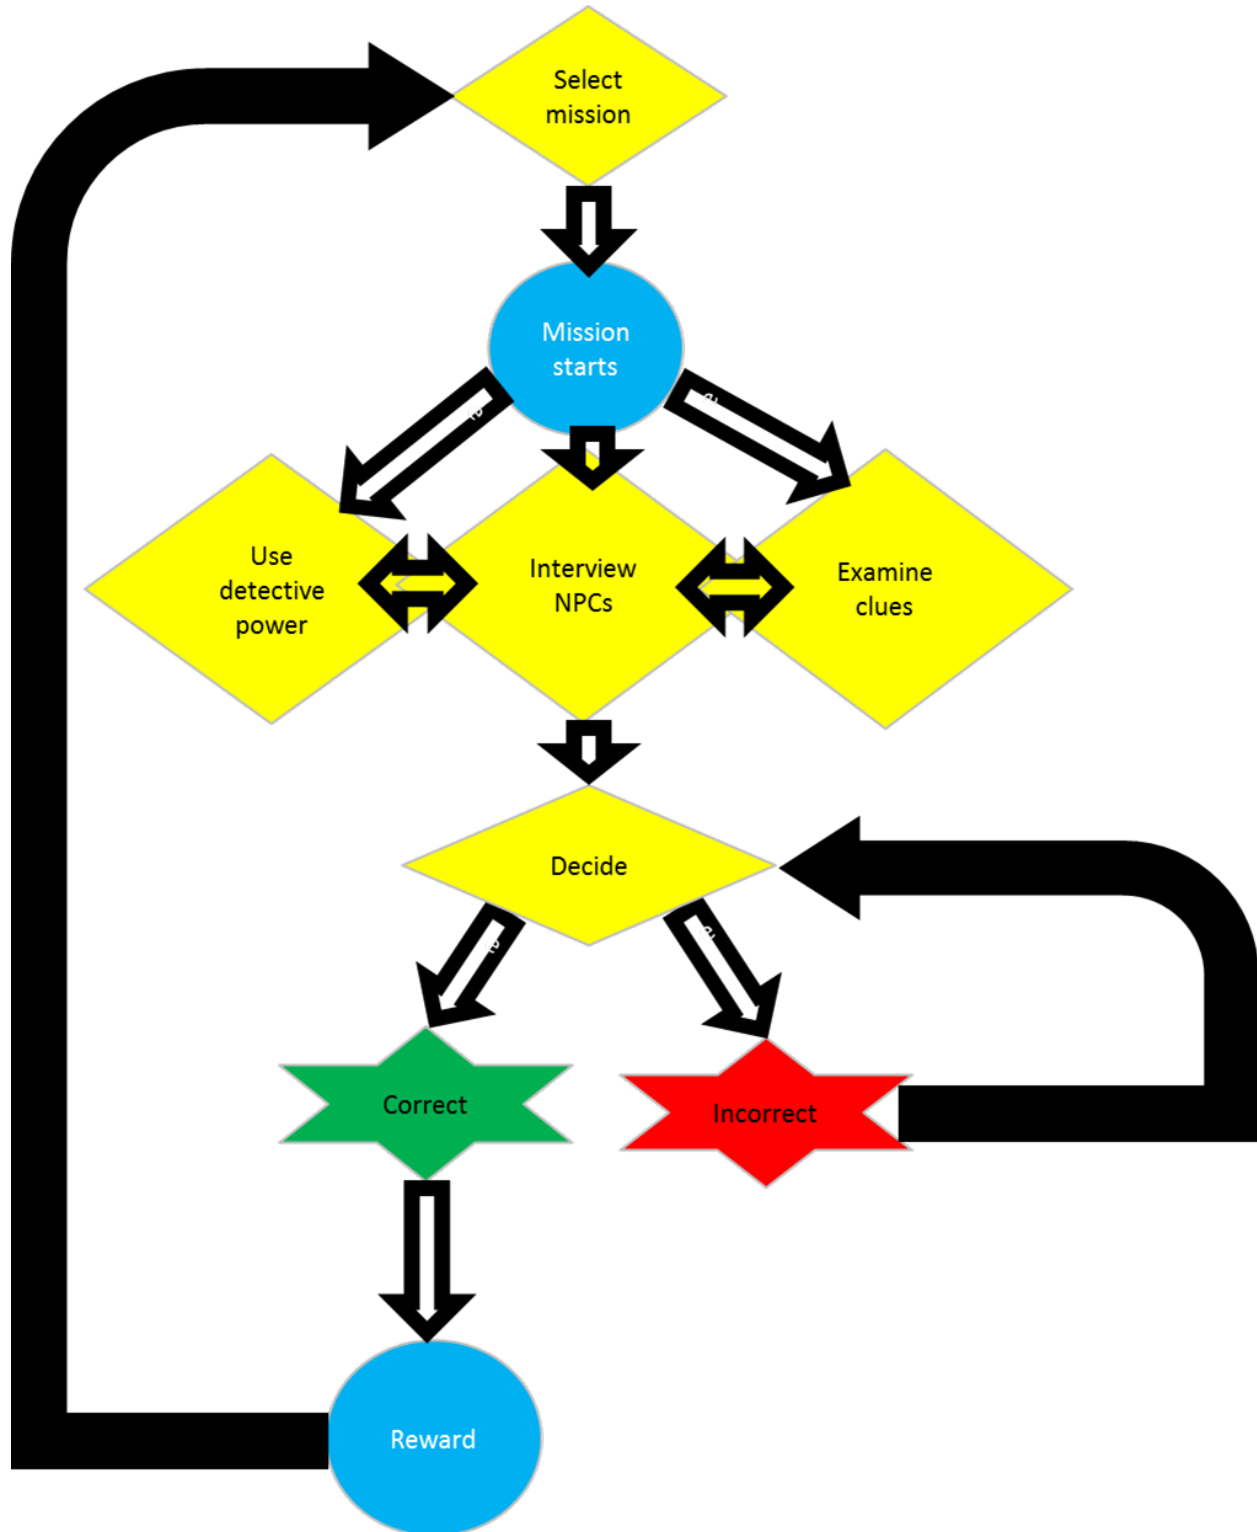 Select
mission
Mission
starts
Use
detective
power
Interview
NPCs
Examine
clues
Decide
Correct
Incorrect
Reward